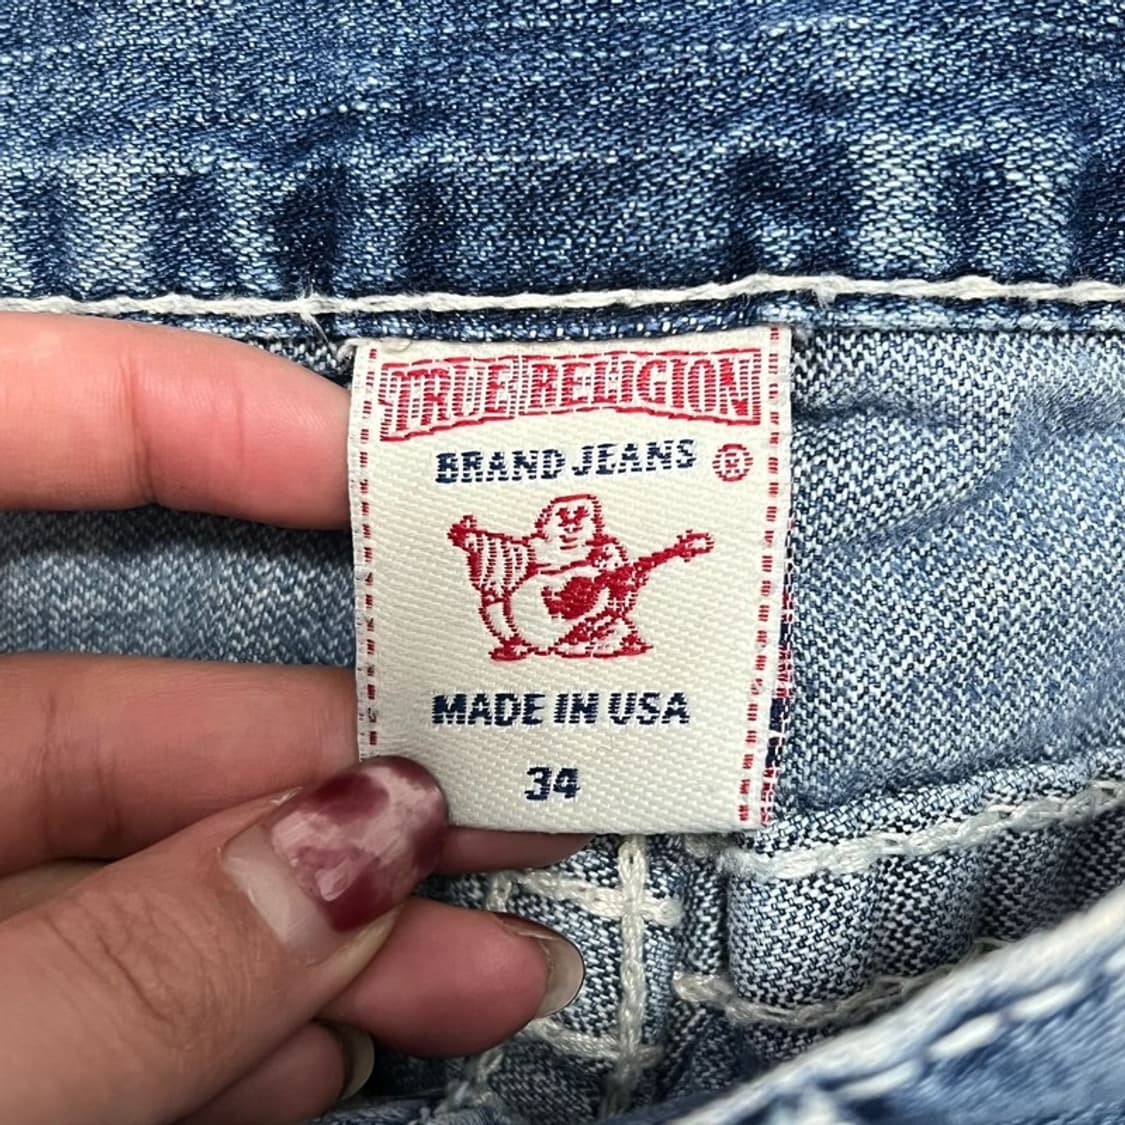 TRUE RELIGION
BRAND JEANS ®
MADE IN USA
34